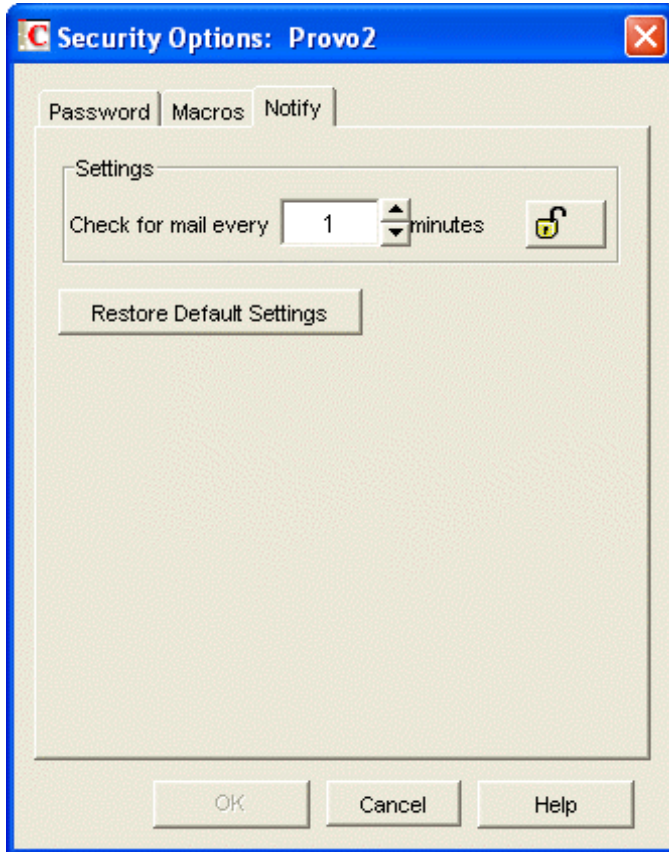 C Security Options: Provo2
Password Macros Notify
Settings
Check for mail every 1 minutes
Restore Default Settings
OK Cancel Help